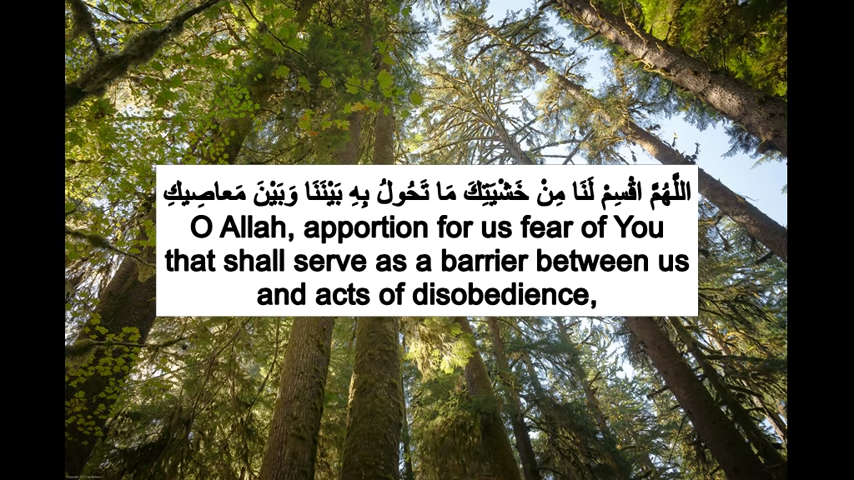 اللَّهُمَّ اقْسِمْ لَنَا مِنْ خَشْيَتِكَ مَا تَحُولُ بِهِ بَيْنَنَا وَبَيْنَ مَعاصِيكِ
O Allah, apportion for us fear of You
that shall serve as a barrier between us
and acts of disobedience,